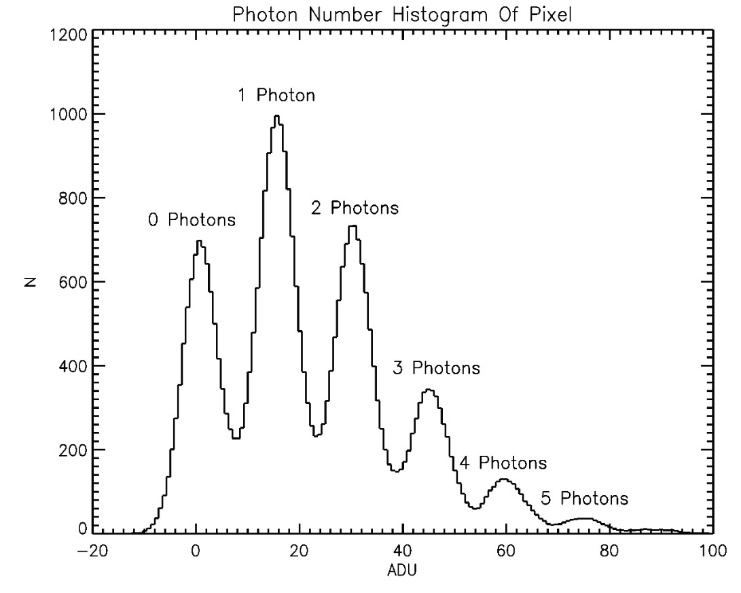 Photon Number Histogram Of Pixel
1200
1000
800
600
400
200
0
N
1 Photon
0 Photons
2 Photons
3 Photons
4 Photons
5 Photons
−20
0
20
40
60
80
100
ADU